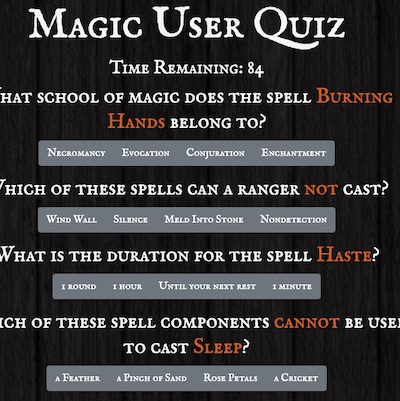 Magic User Quiz
Time Remaining: 84
hat school of magic does the spell Burning
Hands belong to?
Necromancy Evocation Conjuration Enchantment
Which of these spells can a ranger not cast?
Wind Wall Silence Meld Into Stone Nondetection
What is the duration for the spell Haste?
1 round 1 hour Until your next rest 1 minute
ich of these spell components cannot be use
to cast Sleep?
a Feather a Pinch of Sand Rose Petals a Cricket